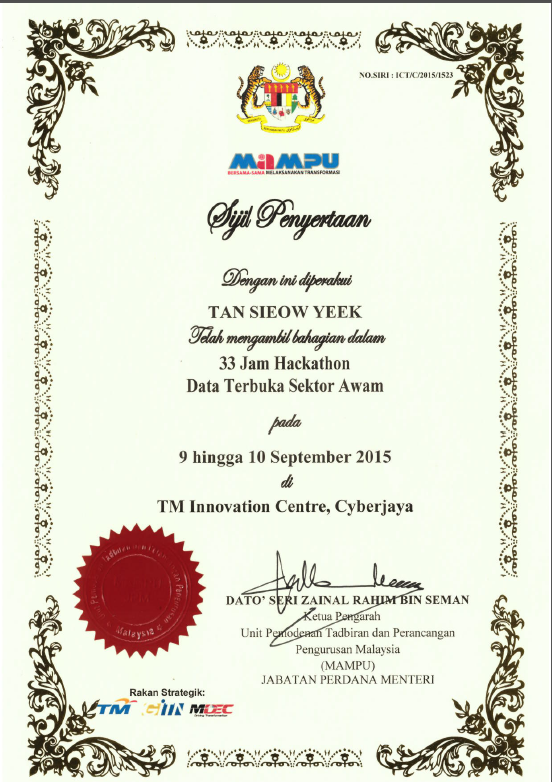 NO.SIRI : ICT/C/2015/1523
MAMPU
BERSAMA-SAMA MELAKSANAKAN TRANSFORMASI
Sijil Penyertaan
Dengan ini diperakui
TAN SIEOW YEEK
Telah mengambil bahagian dalam
33 Jam Hackathon
Data Terbuka Sektor Awam
pada
9 hingga 10 September 2015
di
TM Innovation Centre, Cyberjaya
DATO' SERI ZAINAL RAHIM BIN SEMAN
Ketua Pengarah
Unit Pemodenan Tadbiran dan Perancangan
Pengurusan Malaysia
(MAMPU)
JABATAN PERDANA MENTERI
Malaysia
Rakan Strategik:
TM GITN MDEC